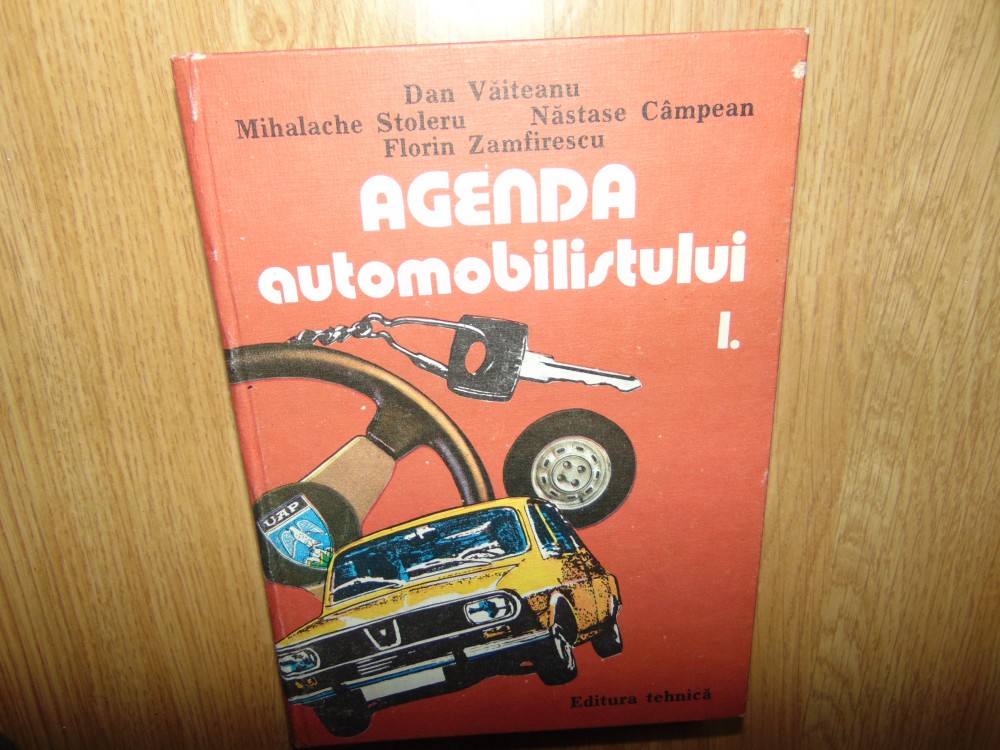 Dan Văiteanu
Mihalache Stoleru Năstase Câmpean
Florin Zamfirescu
AGENDA
automobilistului
I.
UAP
Editura tehnică